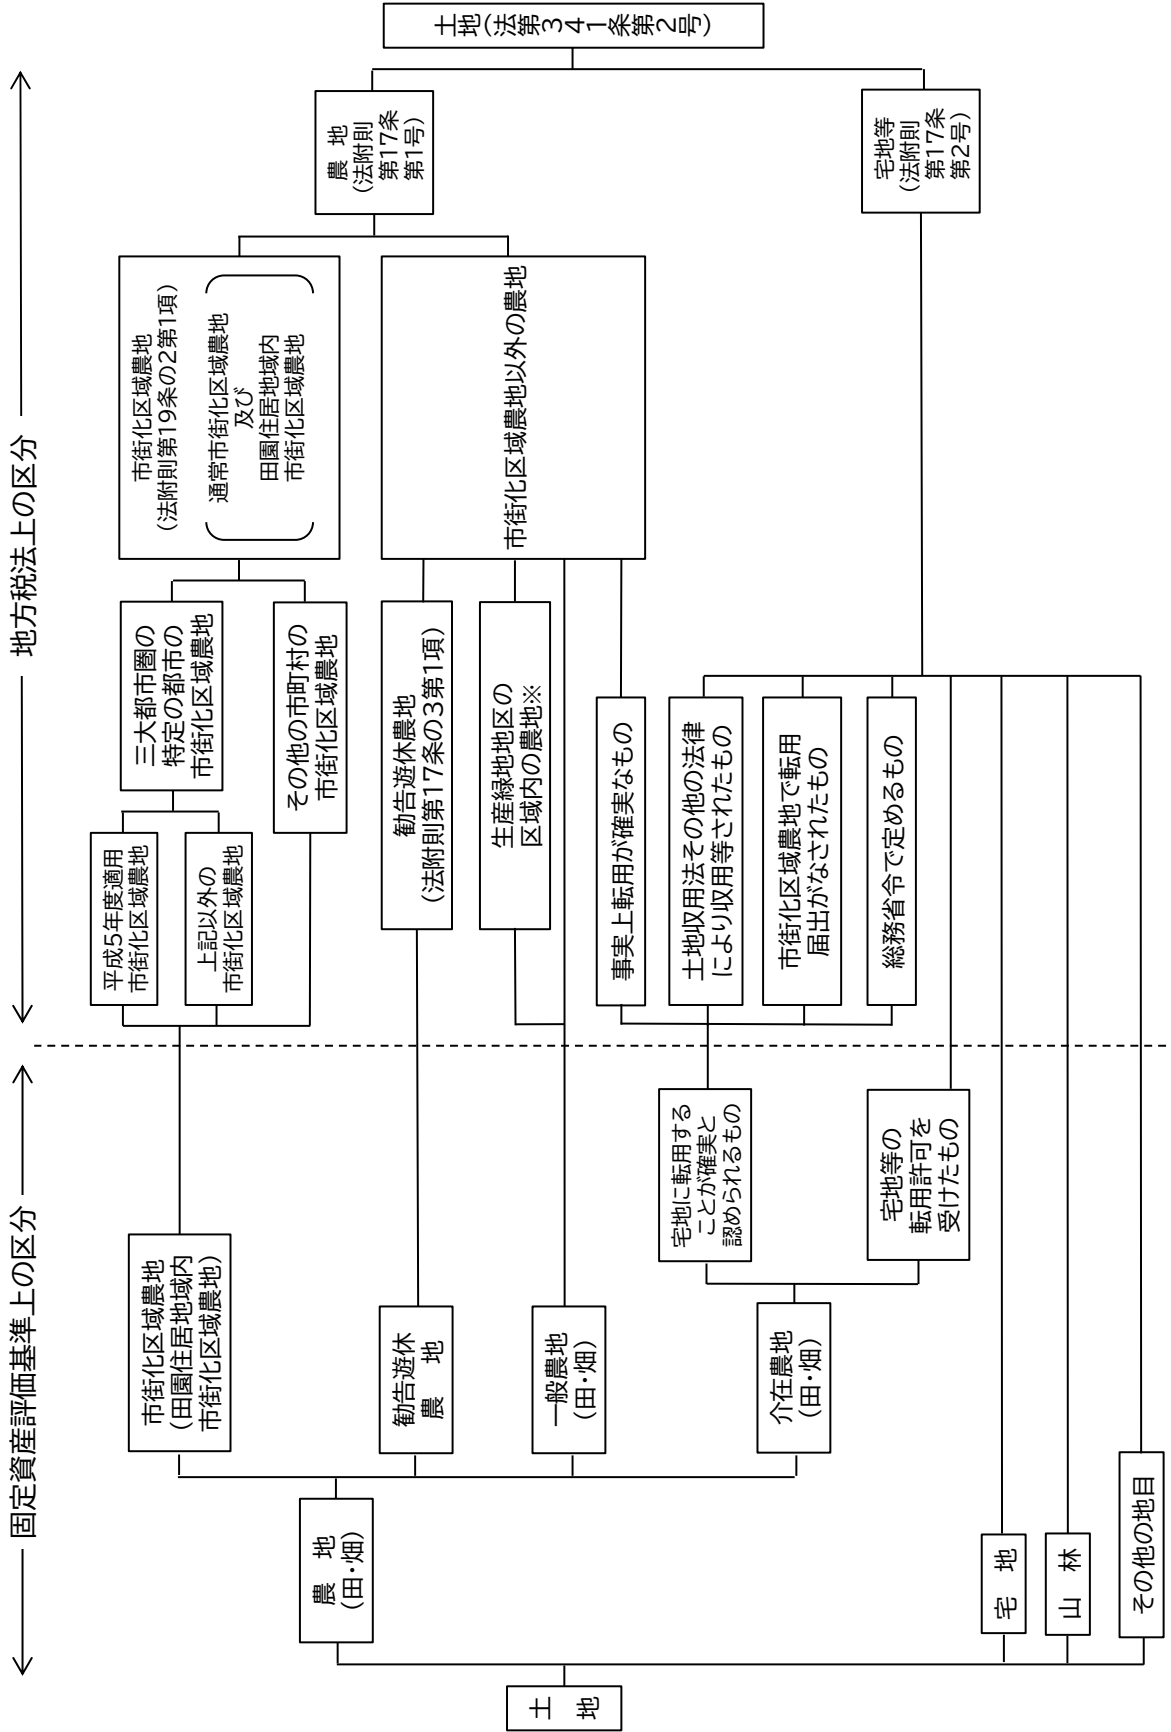 固定資産評価基準上の区分
地方税法上の区分
土　地
農　地
(田・畑)
宅　地
山　林
その他の地目
市街化区域農地
(田園住居地域内
市街化区域農地)
勧告遊休
農　地
一般農地
(田・畑)
介在農地
(田・畑)
宅地に転用する
ことが確実と
認められるもの
宅地等の
転用許可を
受けたもの
平成5年度適用
市街化区域農地
上記以外の
市街化区域農地
三大都市圏の
特定の都市の
市街化区域農地
その他の市町村の
市街化区域農地
勧告遊休農地
(法附則第17条の3第1項)
生産緑地地区の
区域内の農地※
事実上転用が確実なもの
土地収用法その他の法律
により収用等されたもの
市街化区域農地で転用
届出がなされたもの
総務省令で定めるもの
市街化区域農地
(法附則第19条の2第1項)
通常市街化区域農地
及び
田園住居地域内
市街化区域農地
市街化区域農地以外の農地
農　地
(法附則
第17条
第1号)
宅地等
(法附則
第17条
第2号)
土地(法第341条第2号)